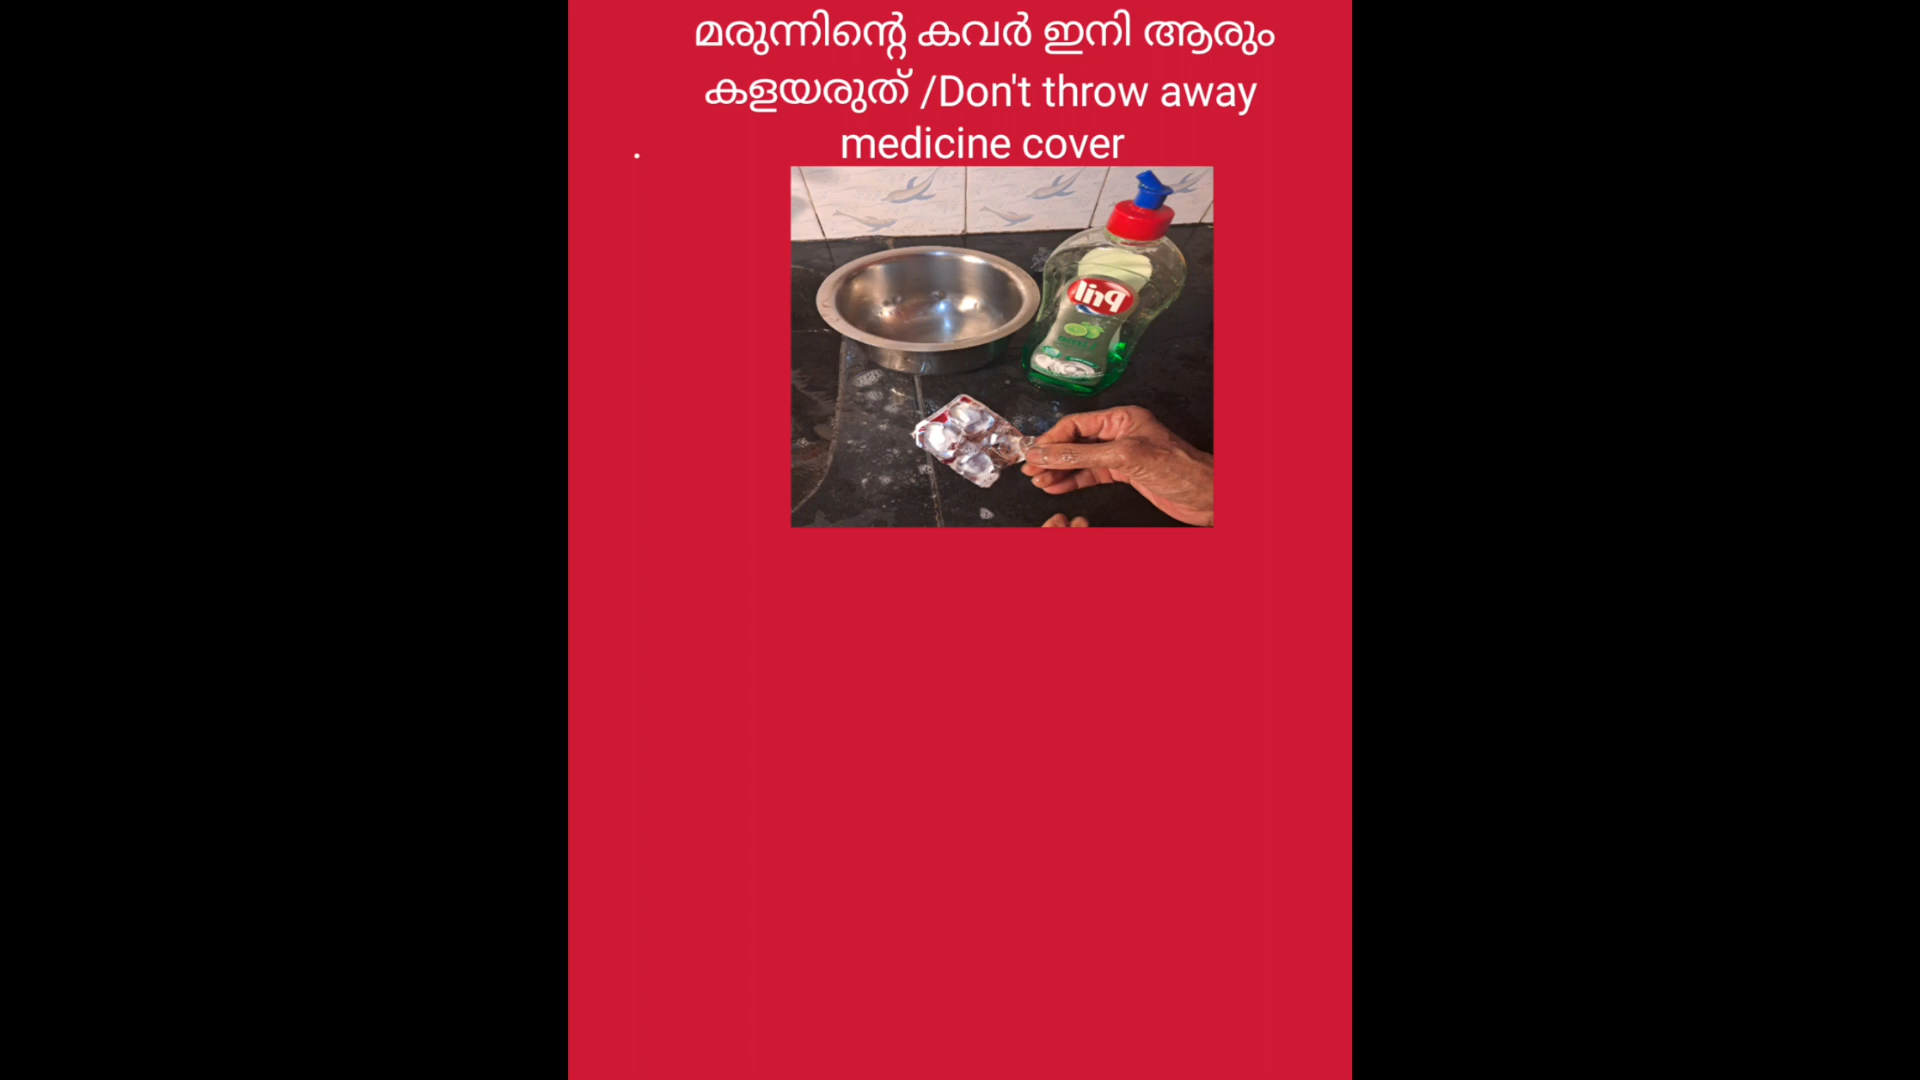 മരുന്നിന്റെ കവർ ഇനി ആരും
കളയരുത് /Don't throw away
. medicine cover
pril